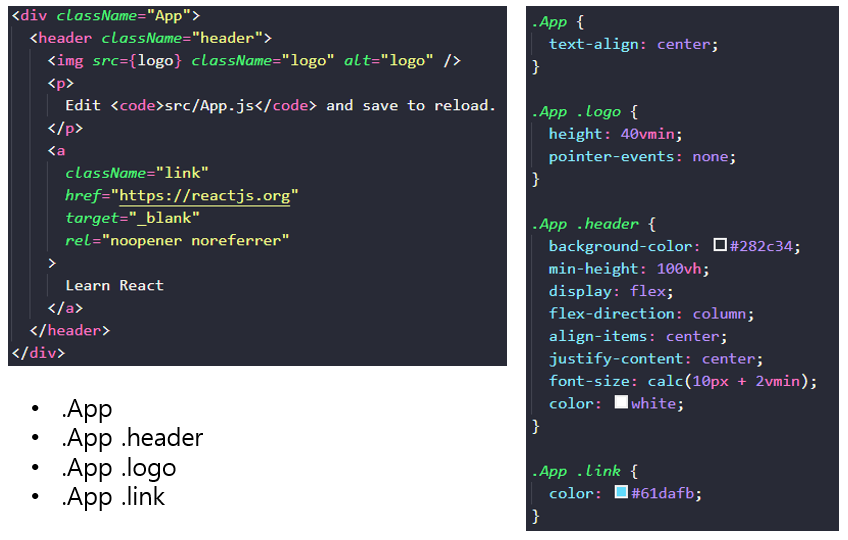 <div className="App">
<header className="header">
<img src={logo} className="logo" alt="logo" />
<p>
Edit <code>src/App.js</code> and save to reload.
</p>
<a
className="link"
href="https://reactjs.org"
target="_blank"
rel="noopener noreferrer"
>
Learn React
</a>
</header>
</div>
• .App
• .App .header
• .App .logo
• .App .link
.App {
text-align: center;
}
.App .logo {
height: 40vmin;
pointer-events: none;
}
.App .header {
background-color: #282c34;
min-height: 100vh;
display: flex;
flex-direction: column;
align-items: center;
justify-content: center;
font-size: calc(10px + 2vmin);
color: white;
}
.App .link {
color: #61dafb;
}